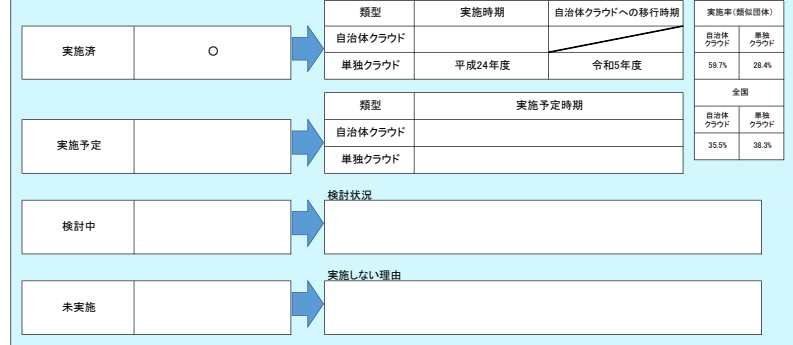 類型 実施時期 自治体クラウドへの移行時期
実施済 ○ 自治体クラウド
単独クラウド 平成24年度 令和5年度
類型 実施予定時期
実施予定 自治体クラウド
単独クラウド
検討状況
検討中
実施しない理由
未実施
実施率(類似団体)
自治体 単独
クラウド クラウド
59.7% 28.4%
全国
自治体 単独
クラウド クラウド
35.5% 38.3%